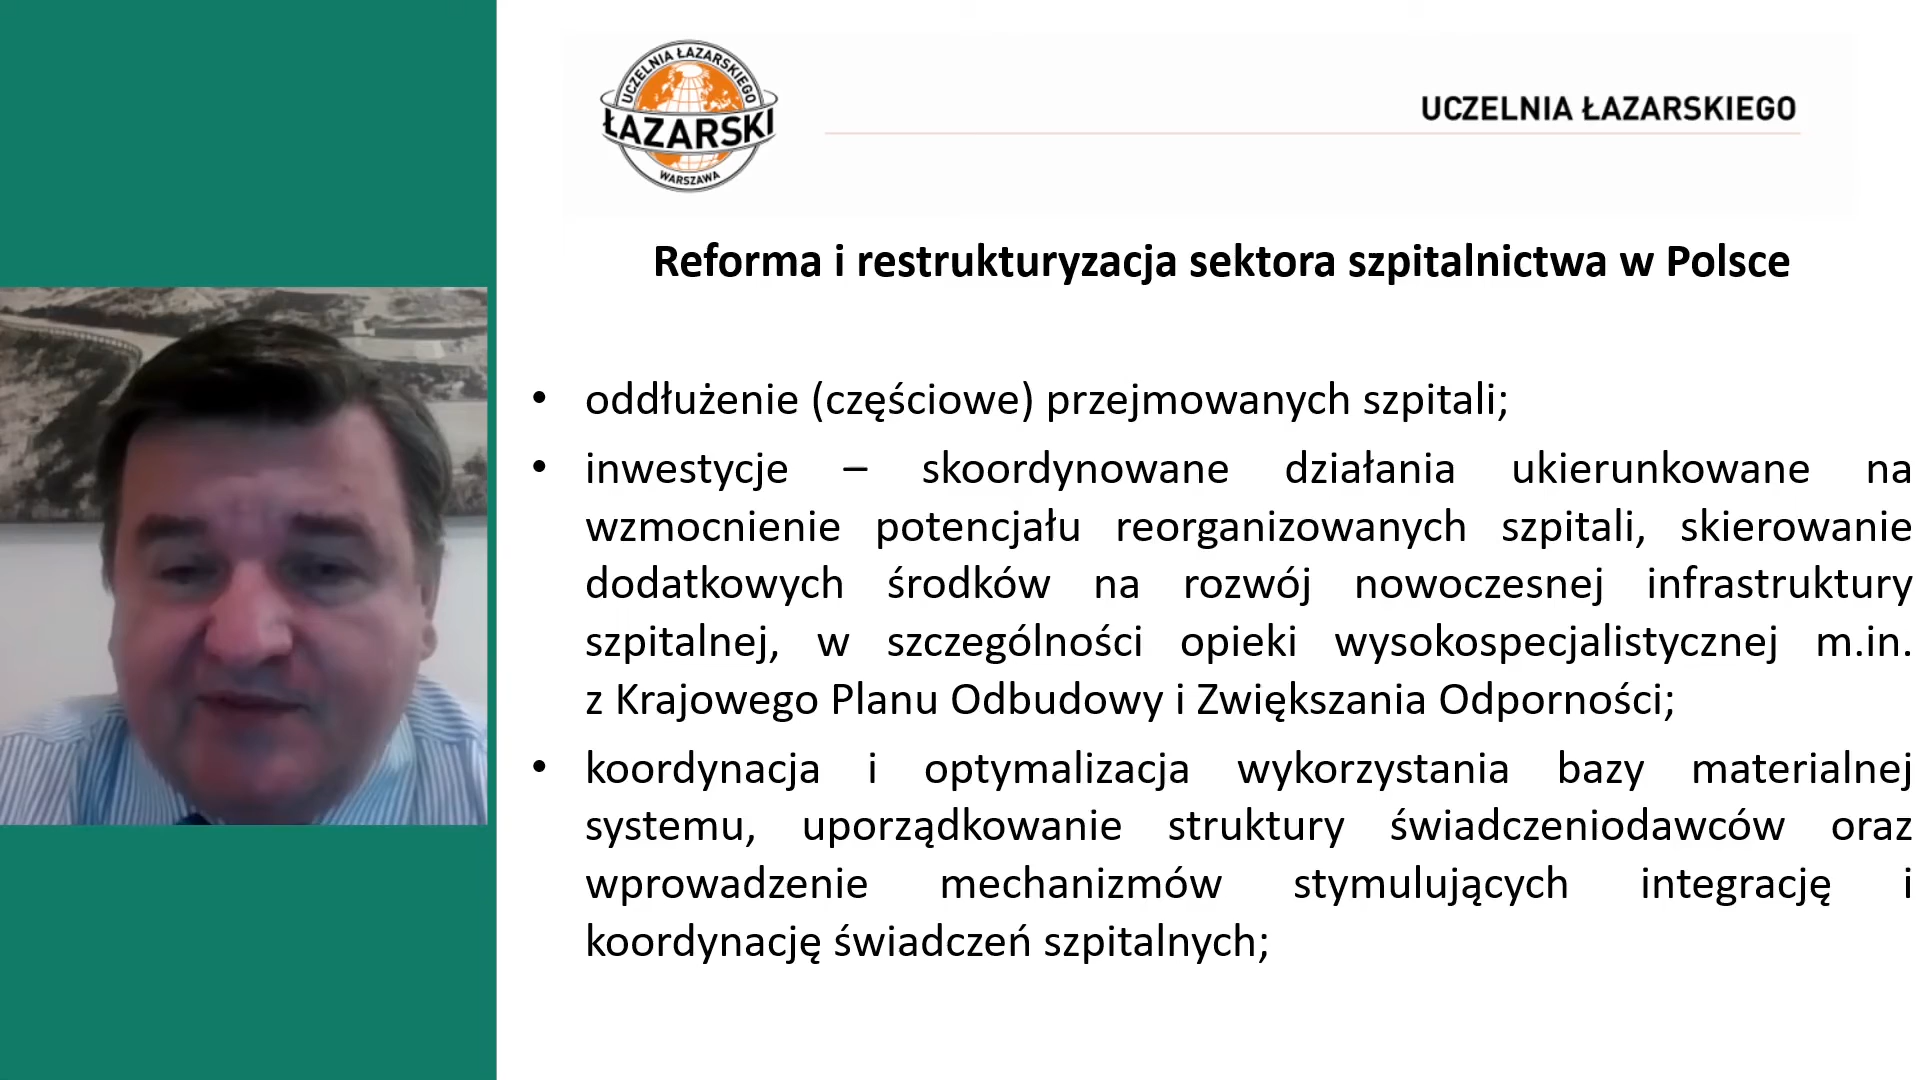 UCZELNIA ŁAZARSKIEGO
ŁAZARSKI
WARSZAWA
UCZELNIA ŁAZARSKIEGO
Reforma i restrukturyzacja sektora szpitalnictwa w Polsce
• oddłużenie (częściowe) przejmowanych szpitali;
• inwestycje – skoordynowane działania ukierunkowane na
wzmocnienie potencjału reorganizowanych szpitali, skierowanie
dodatkowych środków na rozwój nowoczesnej infrastruktury
szpitalnej, w szczególności opieki wysokospecjalistycznej m.in.
z Krajowego Planu Odbudowy i Zwiększania Odporności;
• koordynacja i optymalizacja wykorzystania bazy materialnej
systemu, uporządkowanie struktury świadczeniodawców oraz
wprowadzenie mechanizmów stymulujących integrację i
koordynację świadczeń szpitalnych;